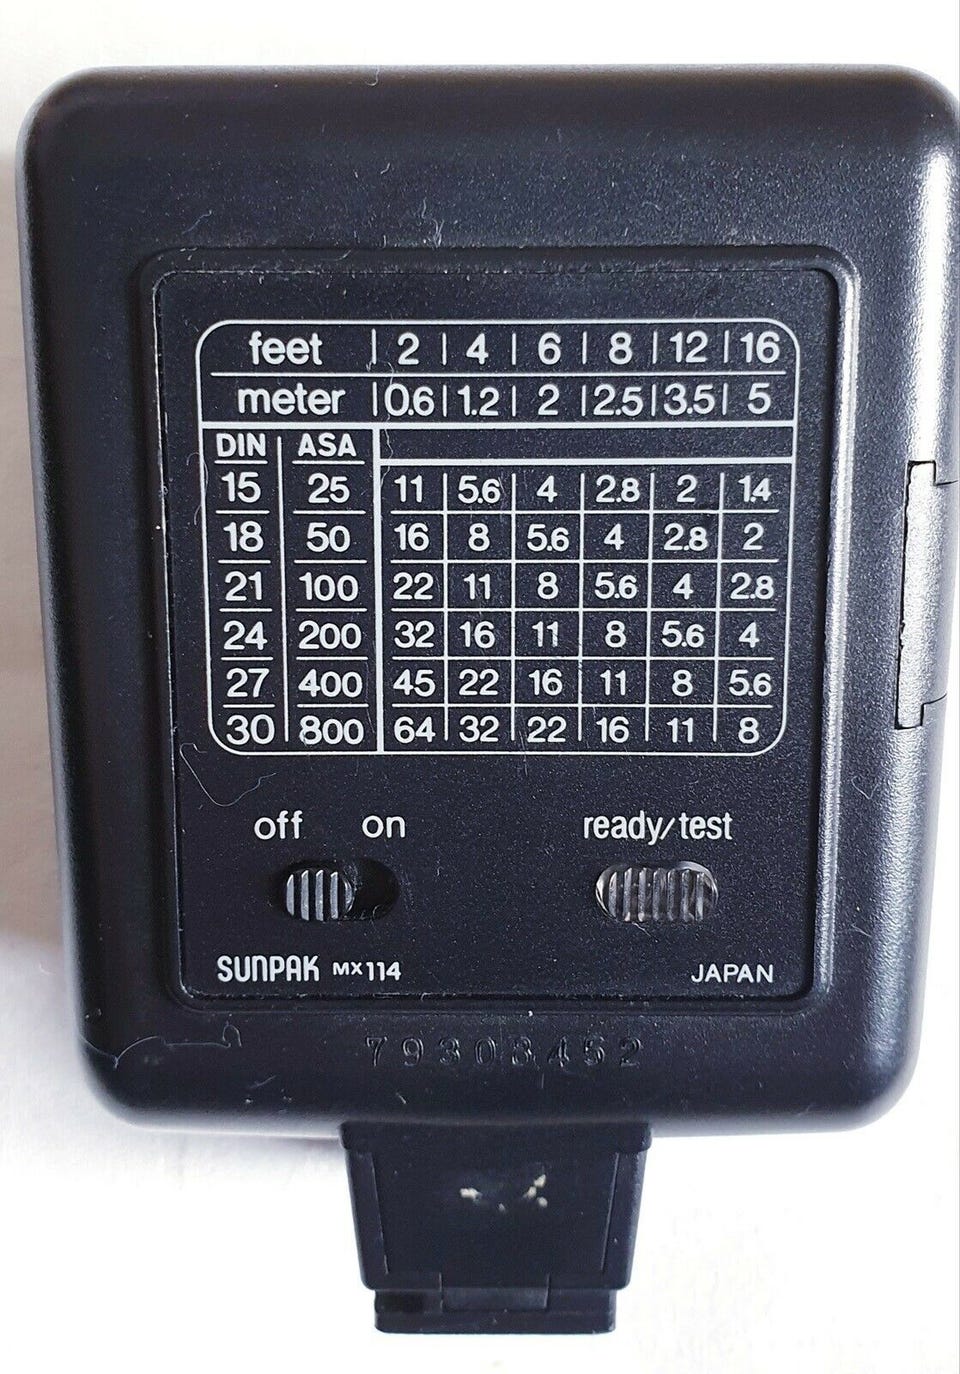 feet 2 4 6 8 12 16
meter 0.6 1.2 2 2.5 3.5 5
DIN ASA
15 25 11 5.6 4 2.8 2 1.4
18 50 16 8 5.6 4 2.8 2
21 100 22 11 8 5.6 4 2.8
24 200 32 16 11 8 5.6 4
27 400 45 22 16 11 8 5.6
30 800 64 32 22 16 11 8
off on ready/test
SUNPAK MX114 JAPAN
79308452